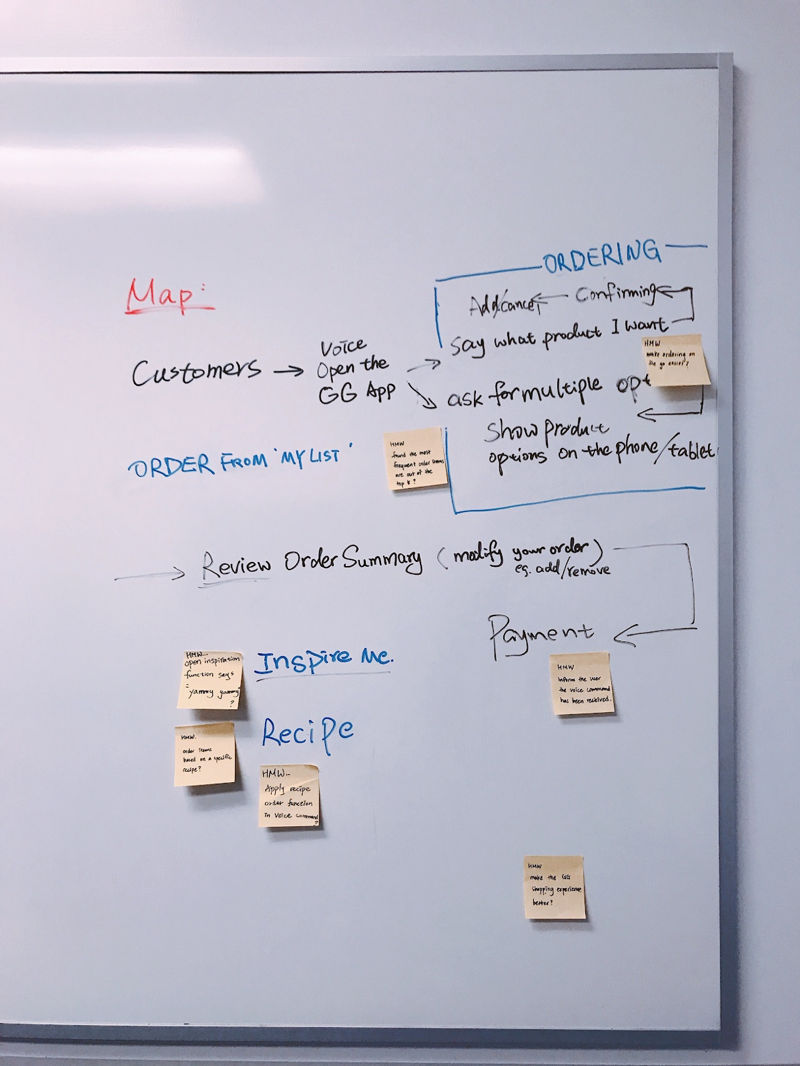 ORDERING
Map:
Add/cancel
Confirming
Customers
Voice
Open the
GG App
say what product I want
ask for multiple opt
HMW
make ordering on
the go easier?
show product
options on the phone/tablet
ORDER FROM 'MY LIST'
HMW
found the most
frequent order items
are out of the
top
Review Order Summary (modify your order)
eg. add/remove
Payment
HMW
Informs the user
the voice command
has been received.
HMW...
open inspiration
function says
"yammy yummy
?
Inspire Me.
Recipe
HMW.
order items
based on a specific
recipe?
HMW...
Apply recipe
order function
in voice command?
HMW
make the GG
shopping experience
better?